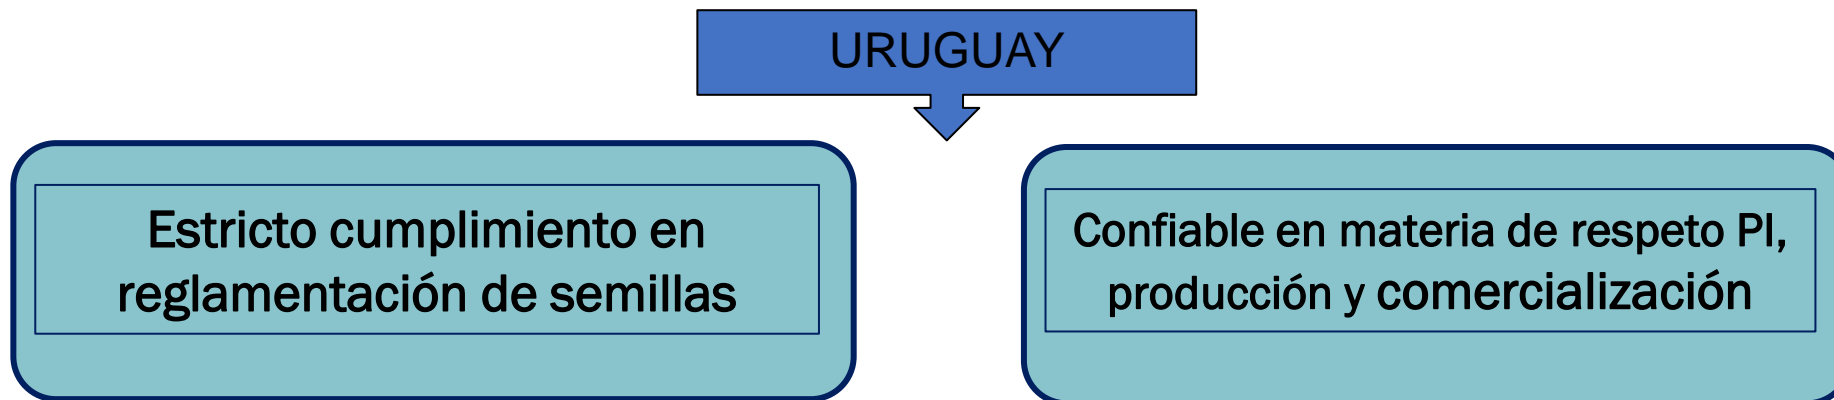 URUGUAY
Estricto cumplimiento en
reglamentación de semillas
Confiable en materia de respeto PI,
producción y comercialización